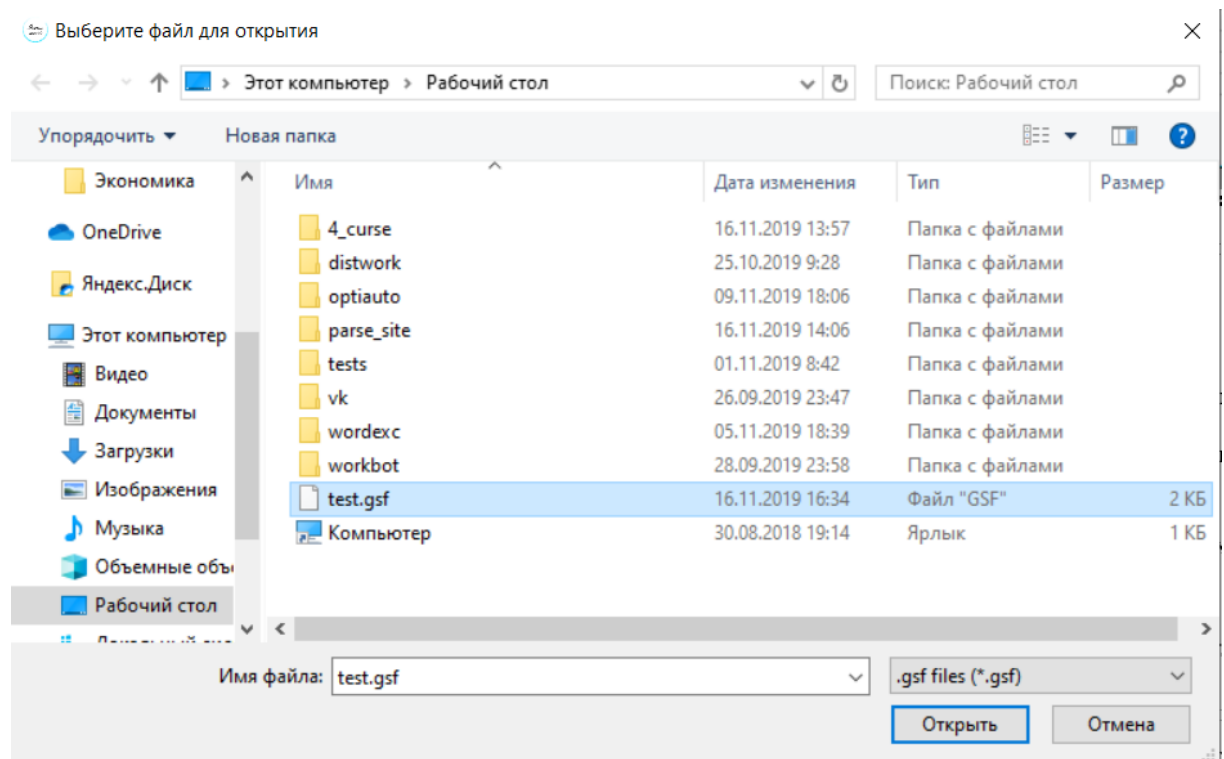 Выберите файл для открытия
Этот компьютер › Рабочий стол
Поиск: Рабочий стол
Упорядочить Новая папка
Экономика
OneDrive
Яндекс.Диск
Этот компьютер
Видео
Документы
Загрузки
Изображения
Музыка
Объемные объ
Рабочий стол
Имя Дата изменения Тип Размер
4_curse 16.11.2019 13:57 Папка с файлами
distwork 25.10.2019 9:28 Папка с файлами
optiauto 09.11.2019 18:06 Папка с файлами
parse_site 16.11.2019 14:06 Папка с файлами
tests 01.11.2019 8:42 Папка с файлами
vk 26.09.2019 23:47 Папка с файлами
wordexc 05.11.2019 18:39 Папка с файлами
workbot 28.09.2019 23:58 Папка с файлами
test.gsf 16.11.2019 16:34 Файл "GSF" 2 КБ
Компьютер 30.08.2018 19:14 Ярлык 1 КБ
Имя файла: test.gsf .gsf files (*.gsf)
Открыть Отмена